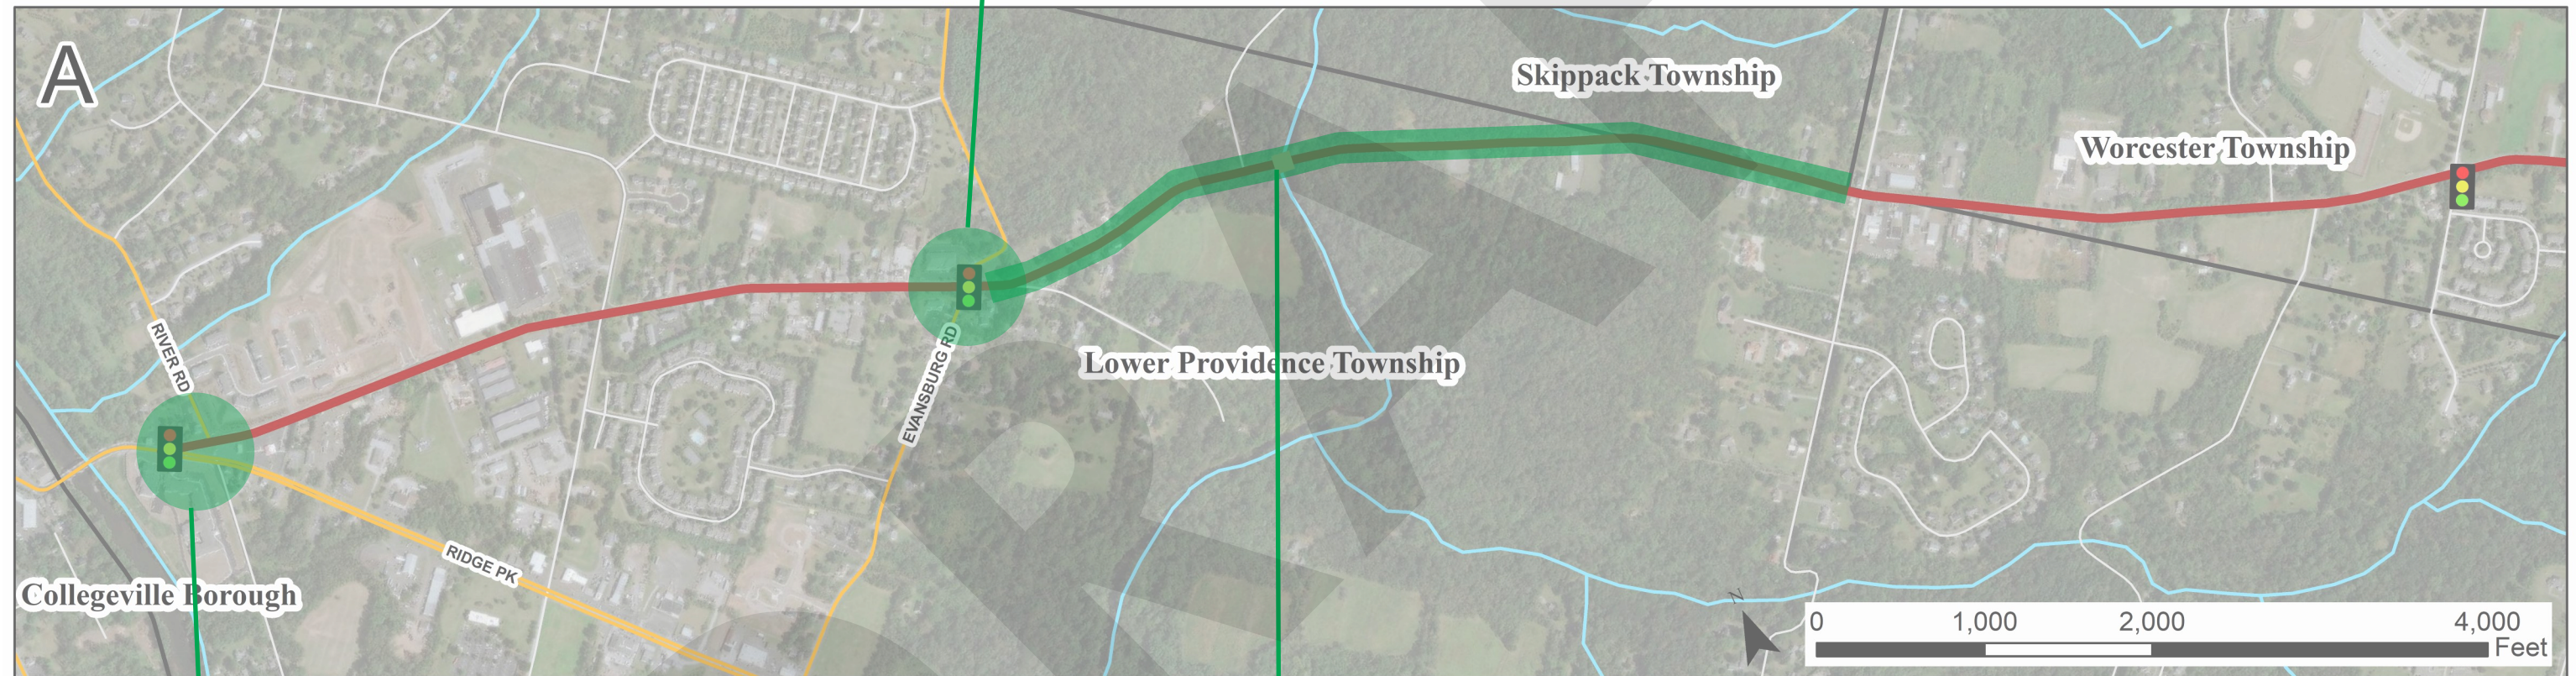 A
Skippack Township
Worcester Township
RIVER RD
EVANSBURG RD
Lower Providence Township
RIDGE PK
Collegeville Borough
N
0 1,000 2,000 4,000
Feet